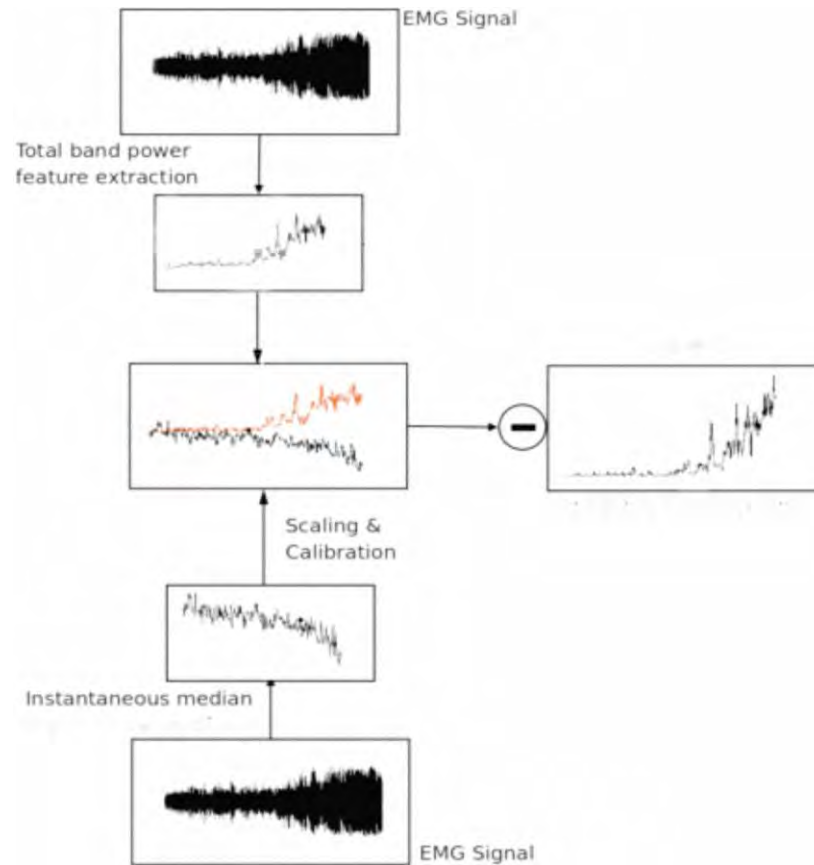 EMG Signal
Total band power
feature extraction
Scaling &
Calibration
Instantaneous median
EMG Signal